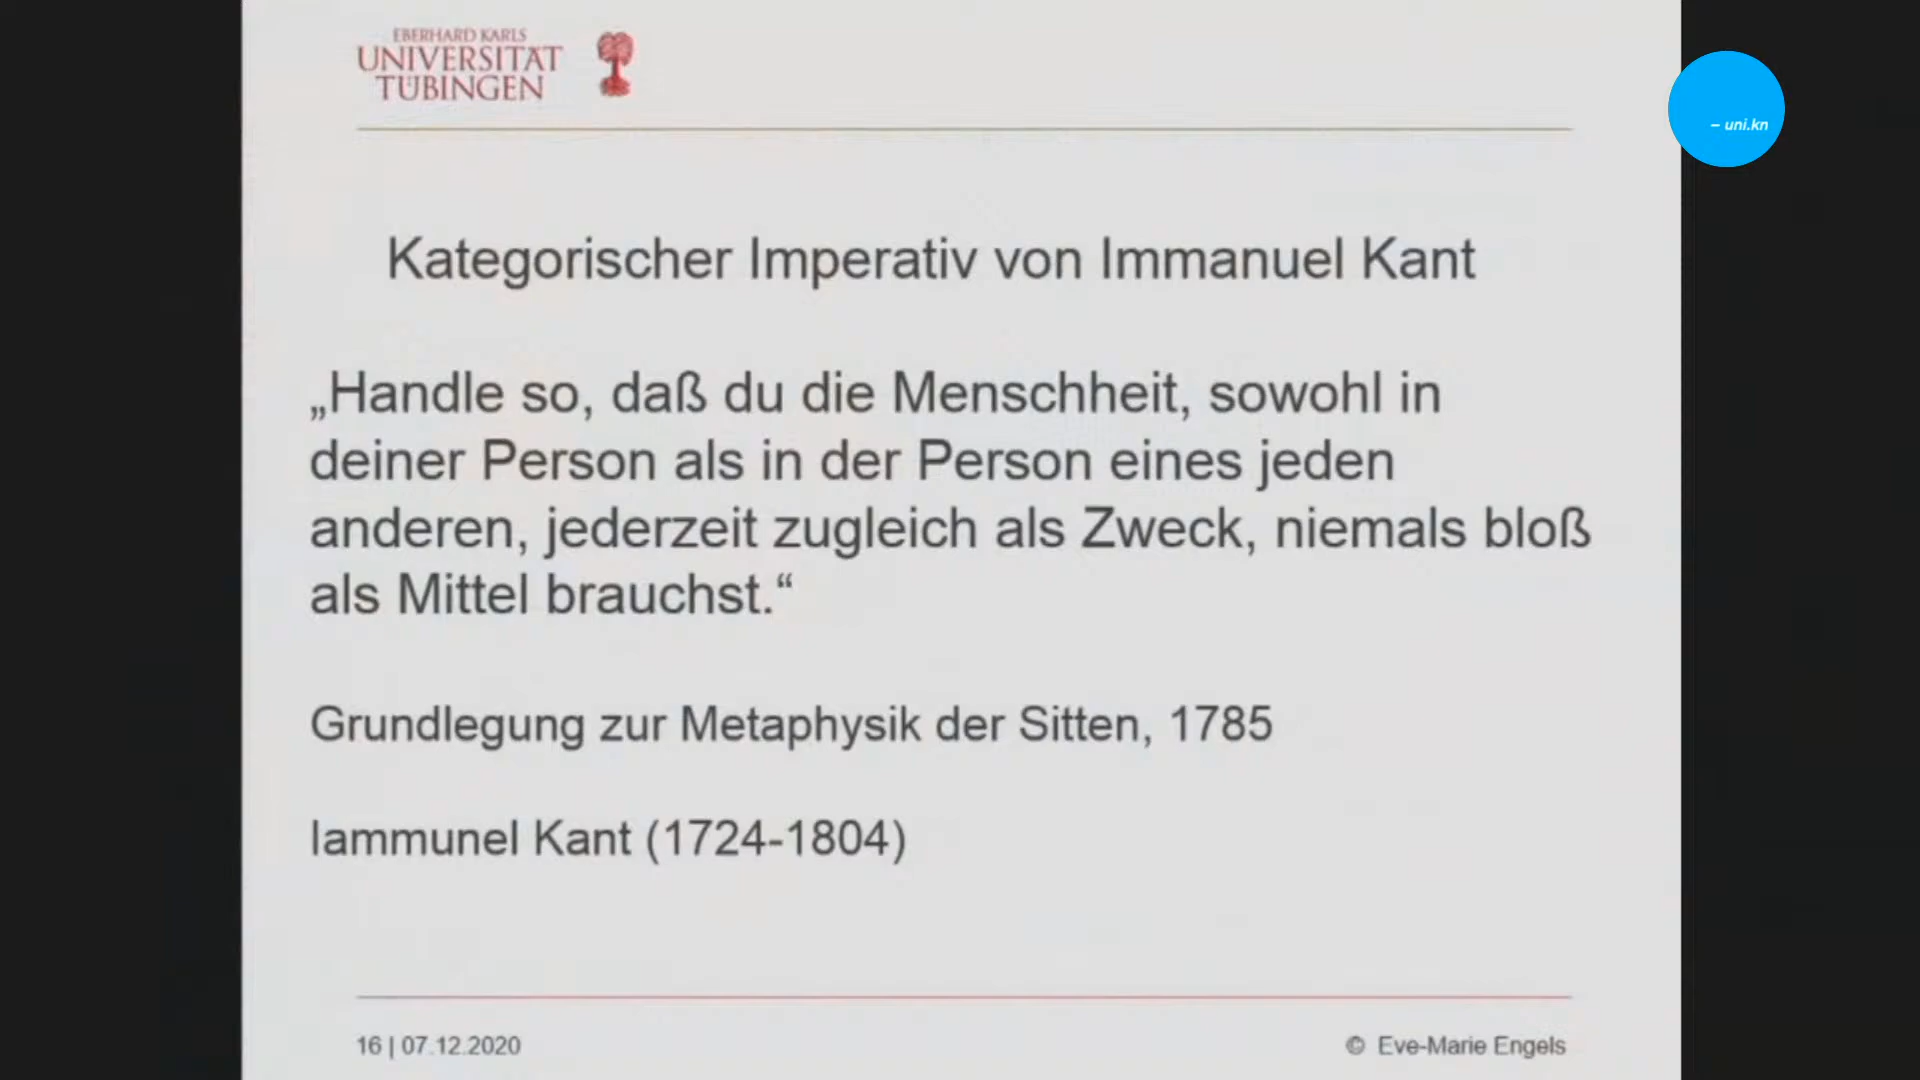 EBERHARD KARLS
UNIVERSITÄT
TÜBINGEN
– uni.kn
Kategorischer Imperativ von Immanuel Kant
„Handle so, daß du die Menschheit, sowohl in
deiner Person als in der Person eines jeden
anderen, jederzeit zugleich als Zweck, niemals bloß
als Mittel brauchst.“
Grundlegung zur Metaphysik der Sitten, 1785
Iammunel Kant (1724-1804)
16 | 07.12.2020
© Eve-Marie Engels